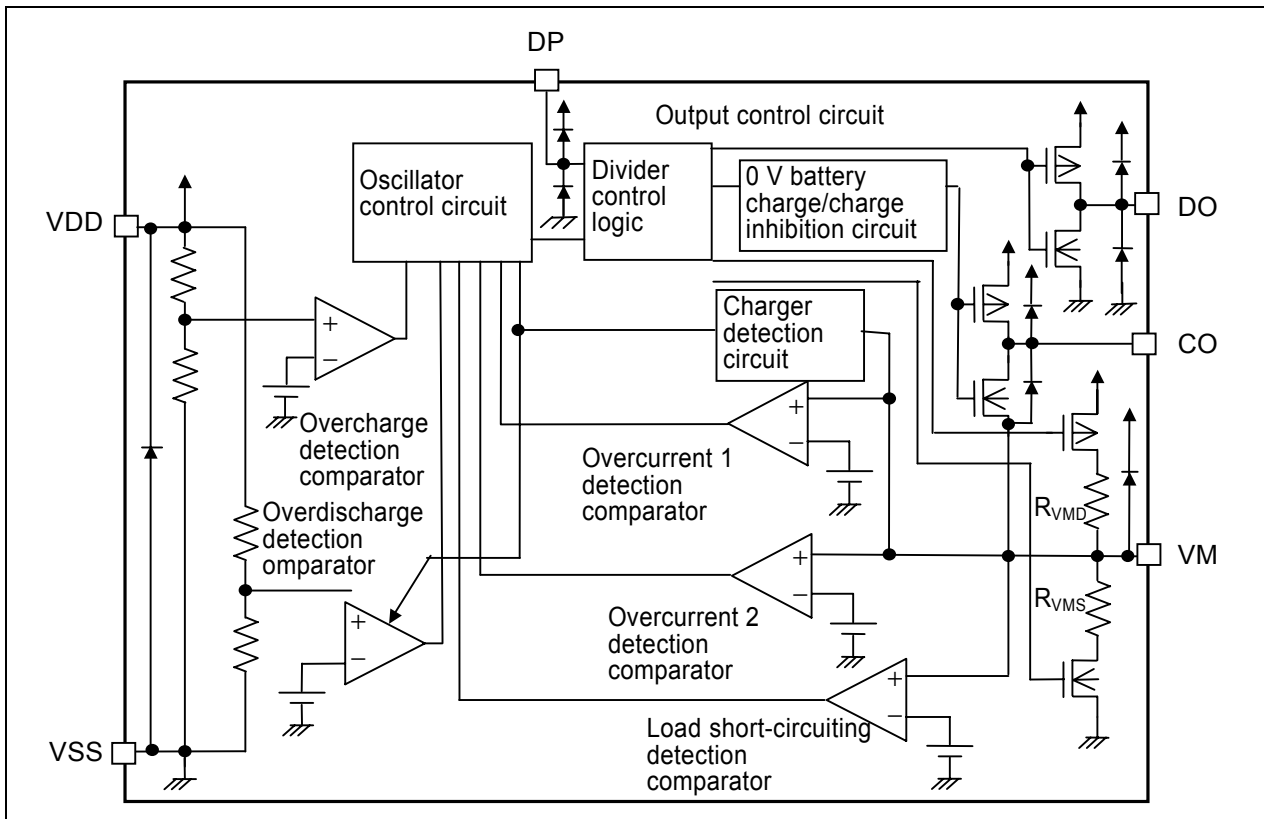 DP
Output control circuit
Oscillator
control circuit
Divider
control
logic
0 V battery
charge/charge
inhibition circuit
VDD
DO
+
−
Charger
detection
circuit
CO
Overcharge
detection
comparator
+
−
Overcurrent 1
detection
comparator
RVMD
Overdischarge
detection
omparator
+
−
VM
+
−
RVMS
Overcurrent 2
detection
comparator
+
−
Load short-circuiting
detection
comparator
VSS